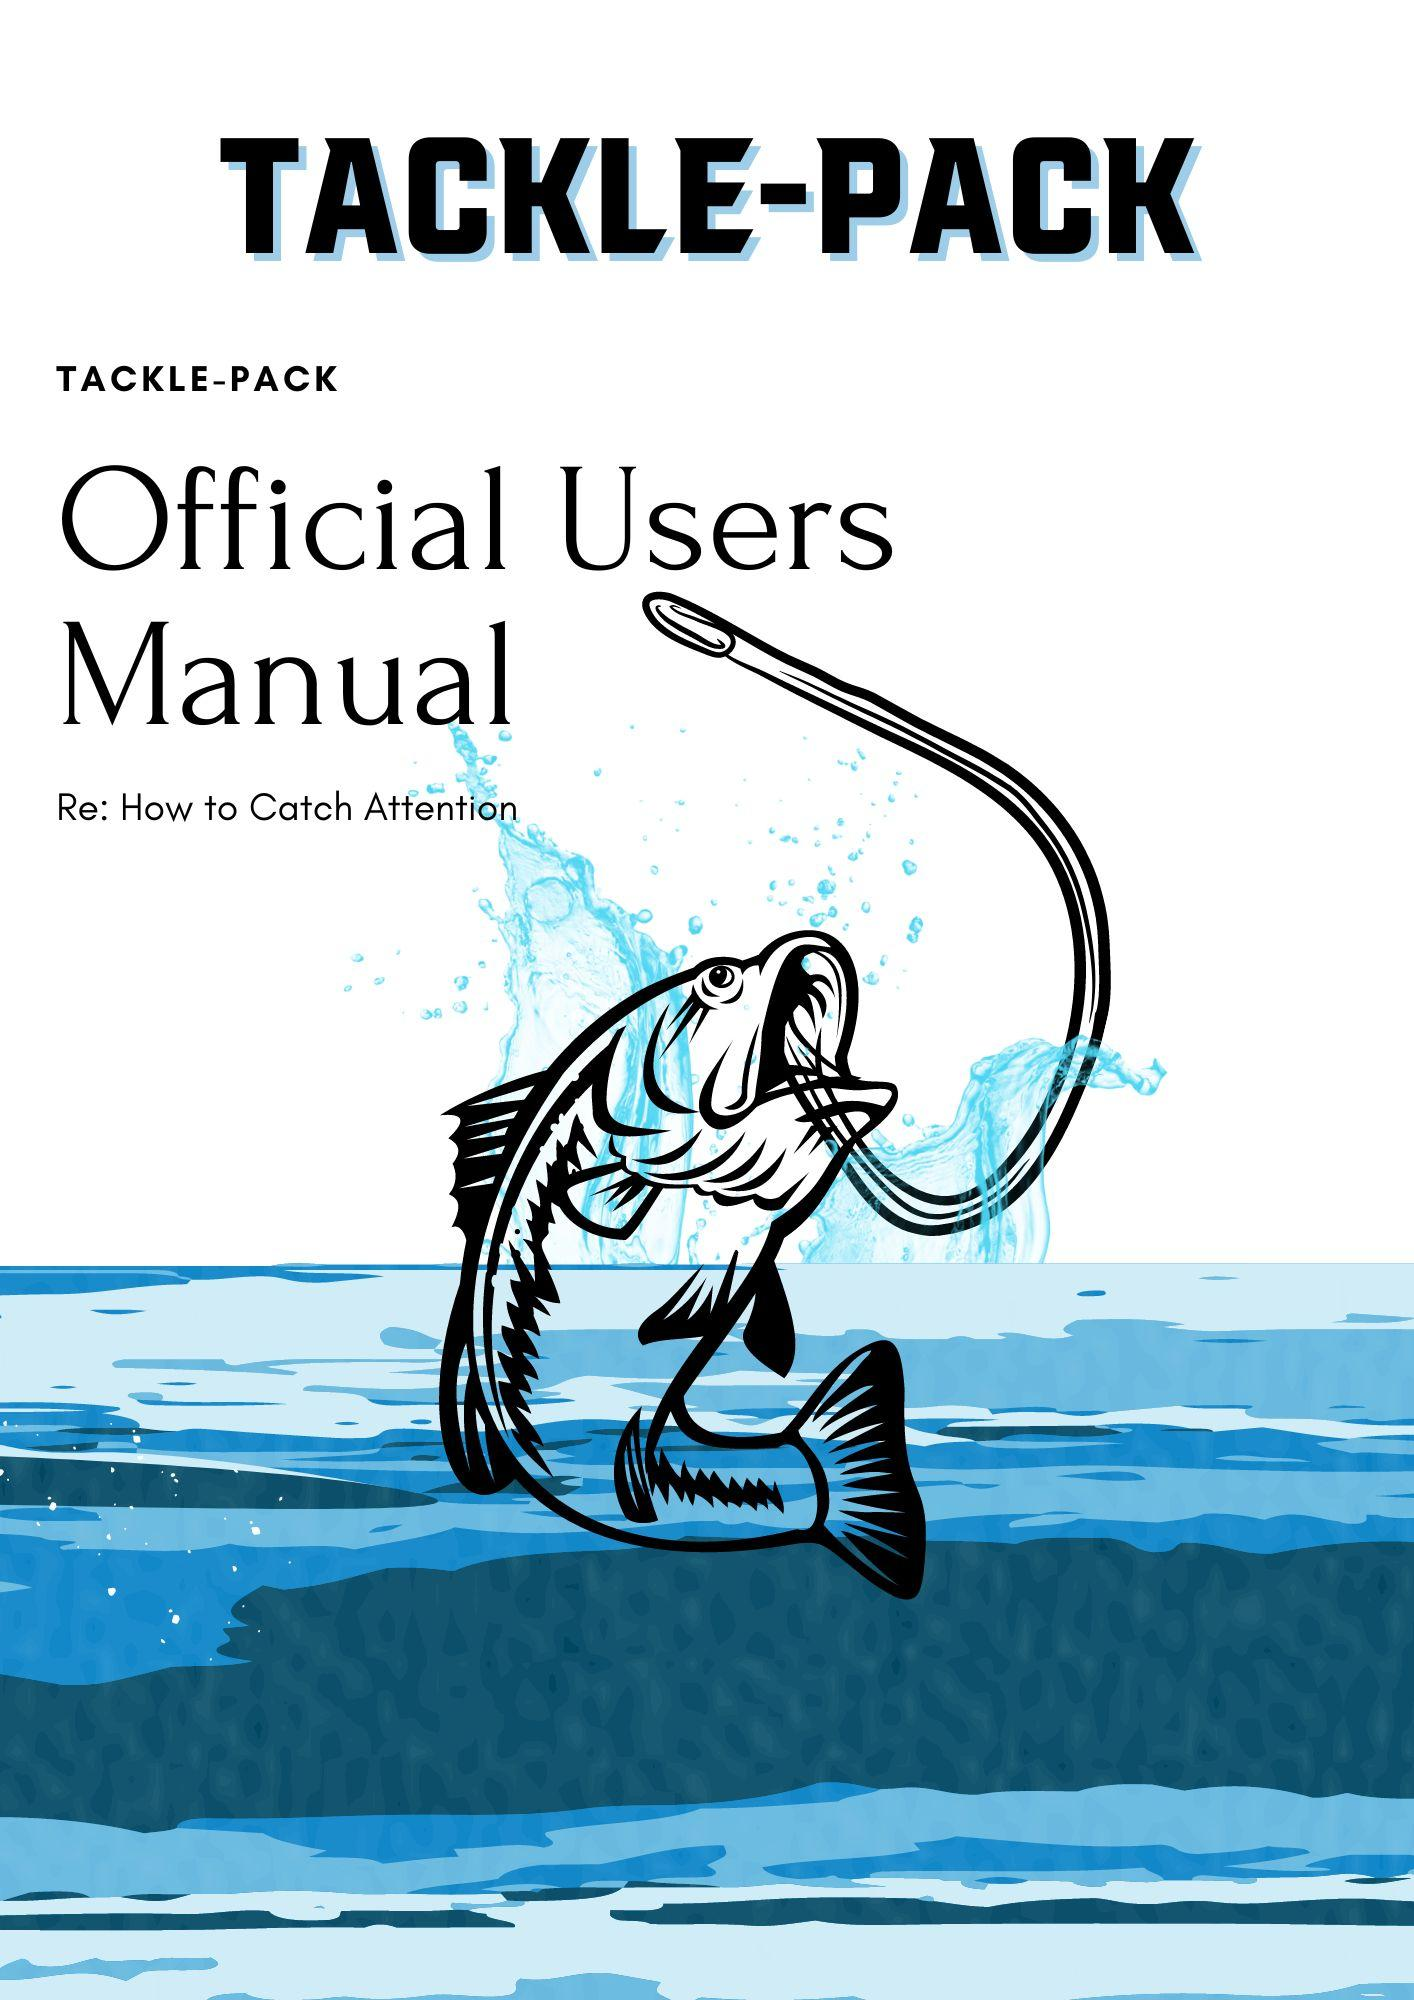 TACKLE-PACK
TACKLE-PACK
Official Users
Manual
Re: How to Catch Attention